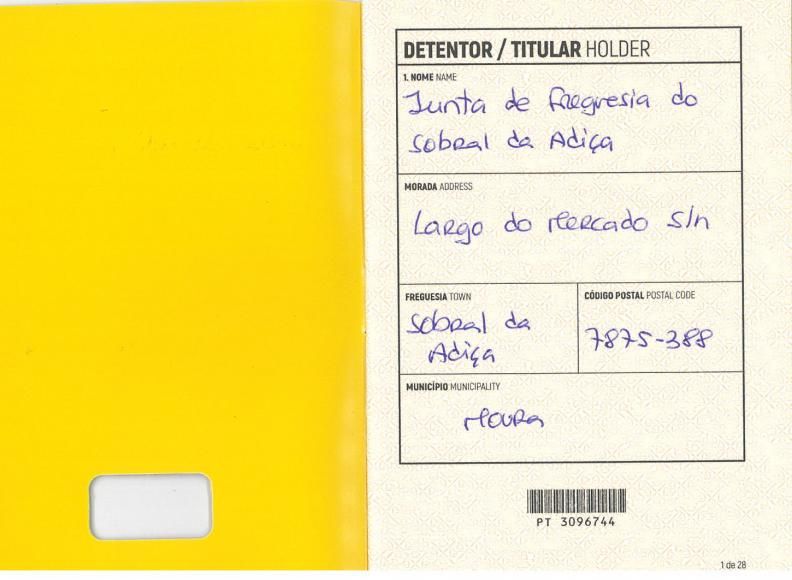 DETENTOR / TITULAR HOLDER
1. NOME NAME
Junta de Freguesia do
Sobral da Adiça
MORADA ADDRESS
Largo do Mercado s/n
FREGUESIA TOWN
Sobral da
Adiça
CÓDIGO POSTAL POSTAL CODE
7875-388
MUNICÍPIO MUNICIPALITY
Moura
PT 3096744
1 de 28